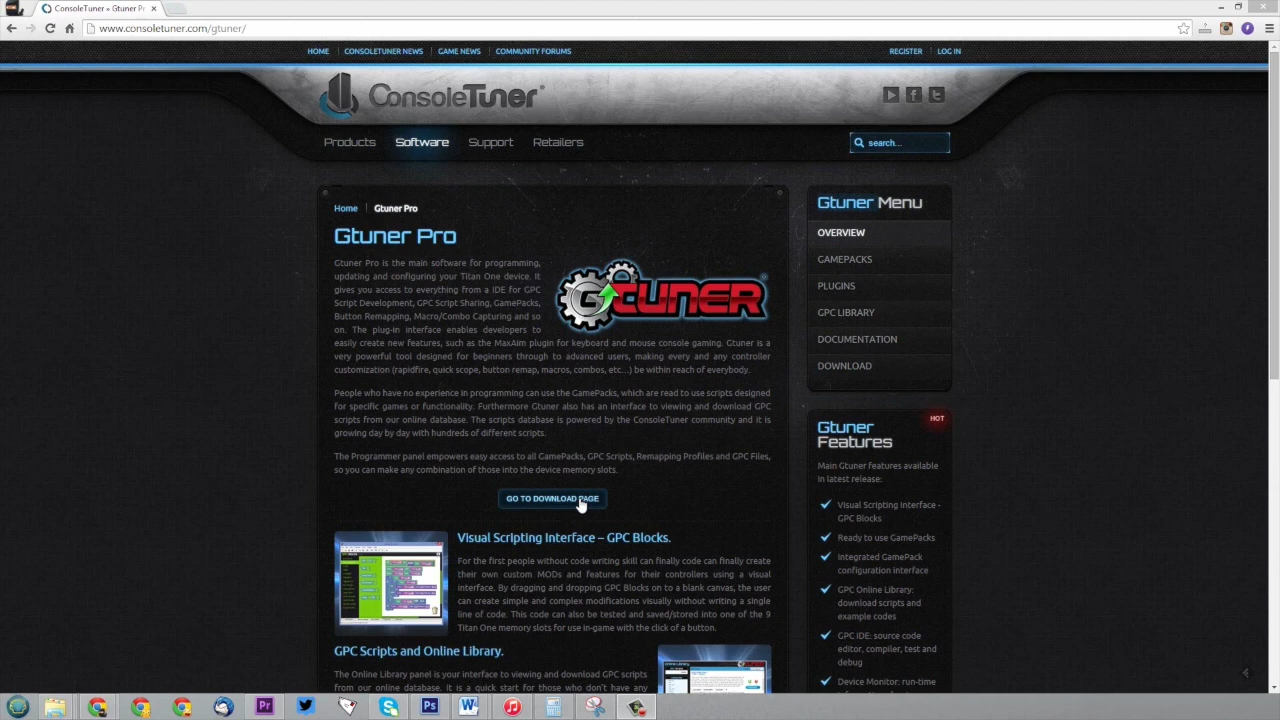 ConsoleTuner » Gtuner Pr
www.consoletuner.com/gtuner/
HOME
CONSOLETUNER NEWS
GAME NEWS
COMMUNITY FORUMS
REGISTER
LOG IN
ConsoleTuner
Products
Software
Support
Retailers
search...
Home
Gtuner Pro
Gtuner Pro
Gtuner Pro is the main software for programming,
updating and configuring your Titan One device. It
gives you access to everything from a IDE for GPC
Script Development, GPC Script Sharing, GamePacks,
Button Remapping, Macro/Combo Capturing and so
on. The plug-in interface enables developers to
easily create new features, such as the MaxAim plugin for keyboard and mouse console gaming. Gtuner is a
very powerful tool designed for beginners through to advanced users, making every and any controller
customization (rapidfire, quick scope, button remap, macros, combos, etc...) be within reach of everybody.
GTUNER
People who have no experience in programming can use the GamePacks, which are read to use scripts designed
for specific games or functionality. Furthermore Gtuner also has an interface to viewing and download GPC
scripts from our online database. The scripts database is powered by the ConsoleTuner community and it is
growing day by day with hundreds of different scripts.
The Programmer panel empowers easy access to all GamePacks, GPC Scripts, Remapping Profiles and GPC Files,
so you can make any combination of those into the device memory slots.
GO TO DOWNLOAD PAGE
Visual Scripting Interface – GPC Blocks.
For the first people without code writing skill can finally code can finally create
their own custom MODs and features for their controllers using a visual
interface. By dragging and dropping GPC Blocks on to a blank canvas, the user
can create simple and complex modifications visually without writing a single
line of code. This code can also be tested and saved/stored into one of the 9
Titan One memory slots for use in-game with the click of a button.
GPC Scripts and Online Library.
The Online Library panel is your interface to viewing and download GPC scripts
from our online database. It is a quick start for those who don't have any
Online Library
Gtuner Menu
OVERVIEW
GAMEPACKS
PLUGINS
GPC LIBRARY
DOCUMENTATION
DOWNLOAD
HOT
Gtuner
Features
Main Gtuner features available
in latest release:
Visual Scripting Interface -
GPC Blocks
Ready to use GamePacks
Integrated GamePack
configuration interface
GPC Online Library:
download scripts and
example codes
GPC IDE: source code
editor, compiler, test and
debug
Device Monitor: run-time
Pr
Ps
W